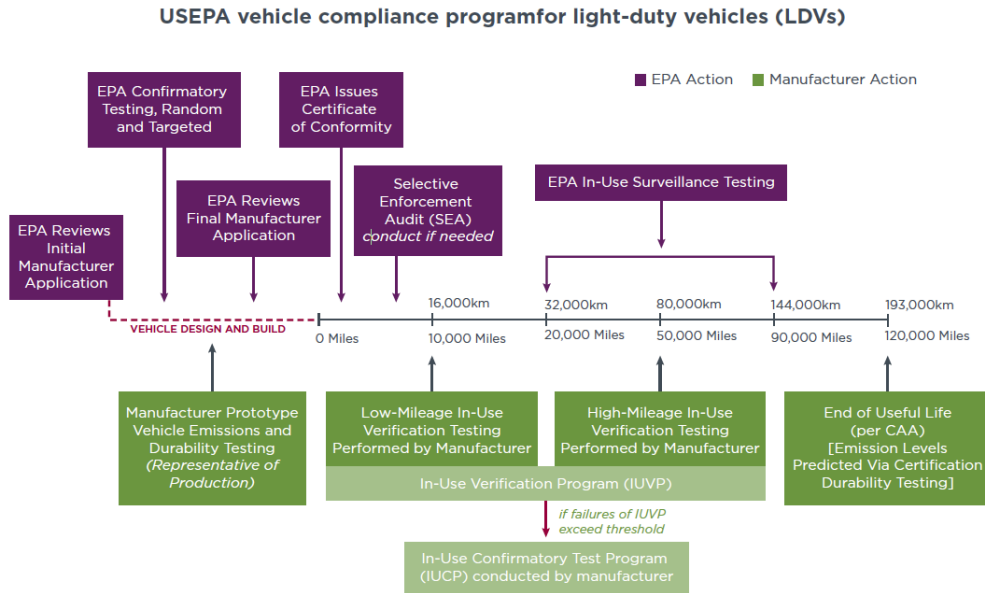 USEPA vehicle compliance programfor light-duty vehicles (LDVs)
EPA Action
Manufacturer Action
EPA Confirmatory
Testing, Random
and Targeted
EPA Issues
Certificate
of Conformity
EPA Reviews
Initial
Manufacturer
Application
EPA Reviews
Final Manufacturer
Application
Selective
Enforcement
Audit (SEA)
conduct if needed
EPA In-Use Surveillance Testing
VEHICLE DESIGN AND BUILD
16,000km
32,000km
80,000km
144,000km
193,000km
0 Miles
10,000 Miles
20,000 Miles
50,000 Miles
90,000 Miles
120,000 Miles
Manufacturer Prototype
Vehicle Emissions and
Durability Testing
(Representative of
Production)
Low-Mileage In-Use
Verification Testing
Performed by Manufacturer
High-Mileage In-Use
Verification Testing
Performed by Manufacturer
In-Use Verification Program (IUVP)
End of Useful Life
(per CAA)
[Emission Levels
Predicted Via Certification
Durability Testing]
if failures of IUVP
exceed threshold
In-Use Confirmatory Test Program
(IUCP) conducted by manufacturer